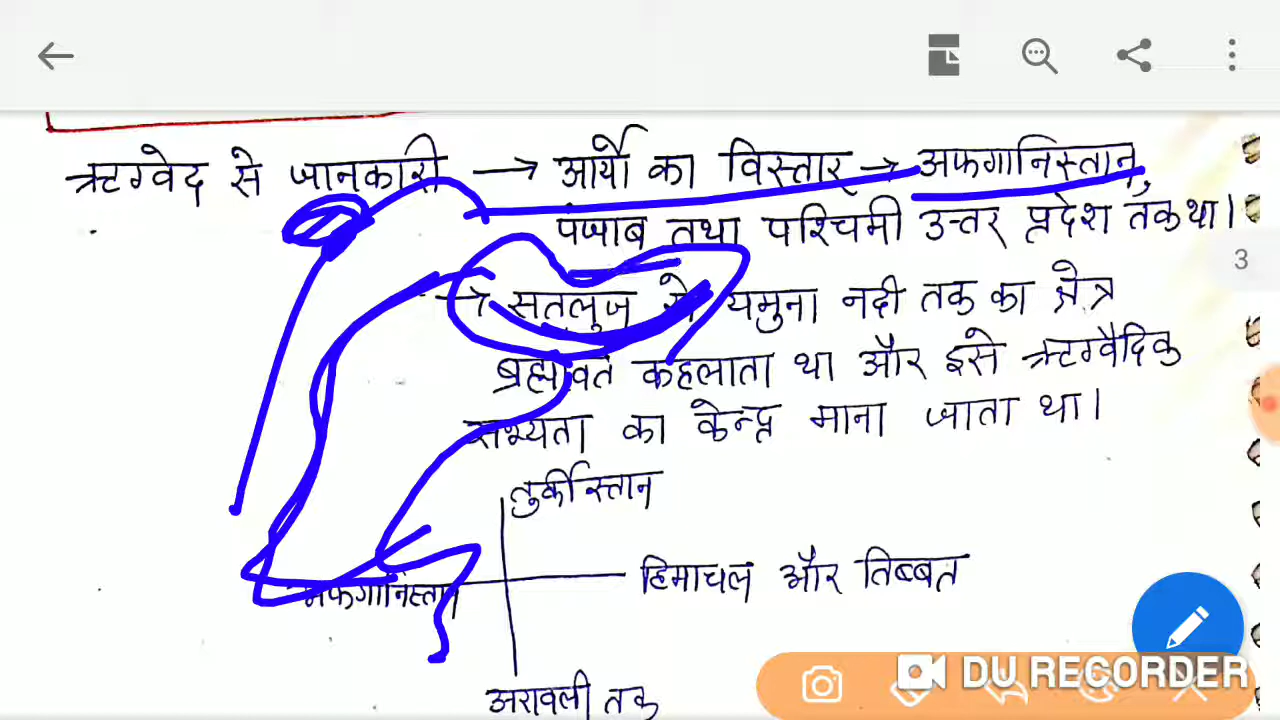 ऋग्वेद से जानकारी → आर्यो का विस्तार → अफगानिस्तान,
पंजाब तथा पश्चिमी उत्तर प्रदेश तक था।
3
→ सतलुज से यमुना नदी तक का क्षेत्र
ब्रह्मावर्त कहलाता था और इसे ऋग्वैदिक
सभ्यता का केन्द्र माना जाता था।
तुर्कीस्तान
अफगानिस्तान
हिमाचल और तिब्बत
अरावली तक
DU RECORDER